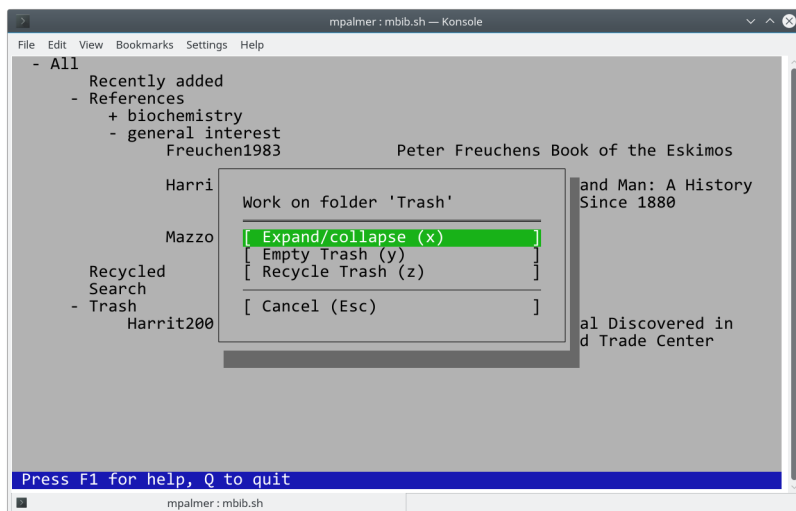 mpalmer : mbib.sh — Konsole
File Edit View Bookmarks Settings Help
- All
Recently added
- References
+ biochemistry
- general interest
Freuchen1983 Peter Freuchens Book of the Eskimos
Harri and Man: A History
Work on folder 'Trash' Since 1880
Mazzo [ Expand/collapse (x) ]
[ Empty Trash (y) ]
Recycled [ Recycle Trash (z) ]
Search
- Trash [ Cancel (Esc) ]
Harrit200 al Discovered in
d Trade Center
Press F1 for help, Q to quit
mpalmer : mbib.sh